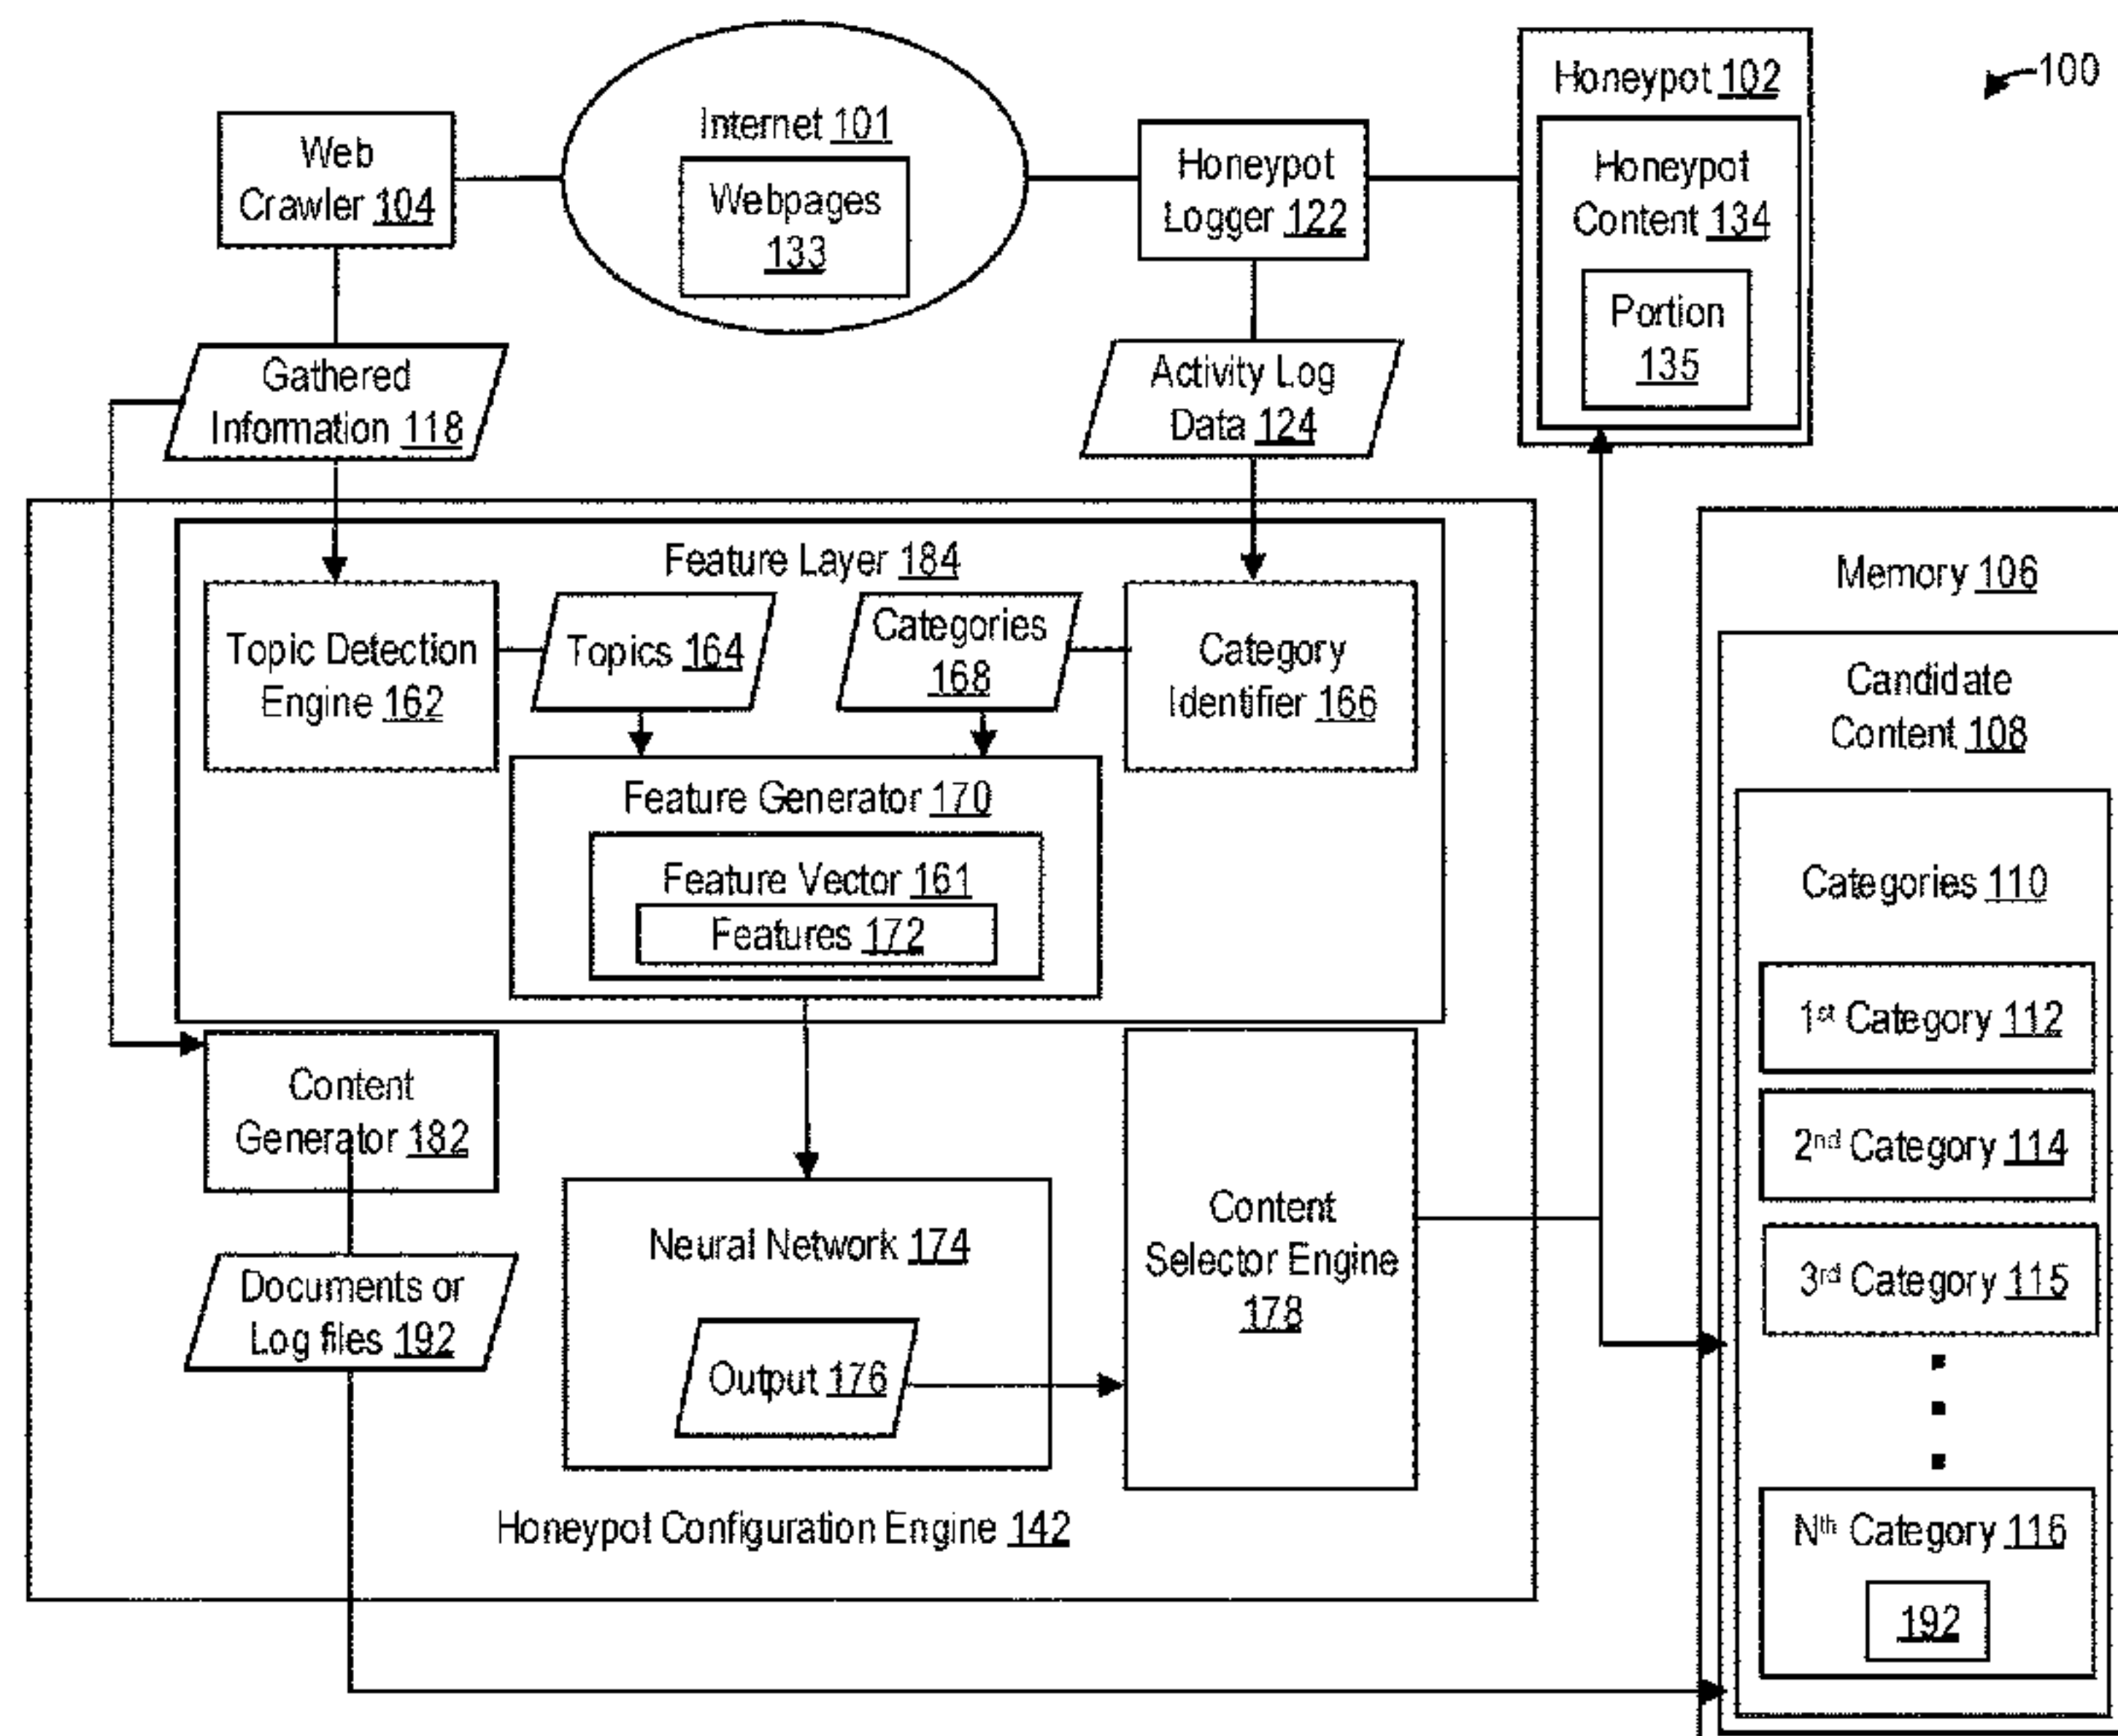 100
Internet 101
Webpages
133
Web
Crawler 104
Honeypot
Logger 122
Honeypot 102
Honeypot
Content 134
Portion
135
Gathered
Information 118
Activity Log
Data 124
Feature Layer 184
Topic Detection
Engine 162
Topics 164
Categories
168
Category
Identifier 166
Feature Generator 170
Feature Vector 161
Features 172
Content
Generator 182
Documents or
Log files 192
Neural Network 174
Output 176
Content
Selector Engine
178
Honeypot Configuration Engine 142
Memory 106
Candidate
Content 108
Categories 110
1st Category 112
2nd Category 114
3rd Category 115
Nth Category 116
192